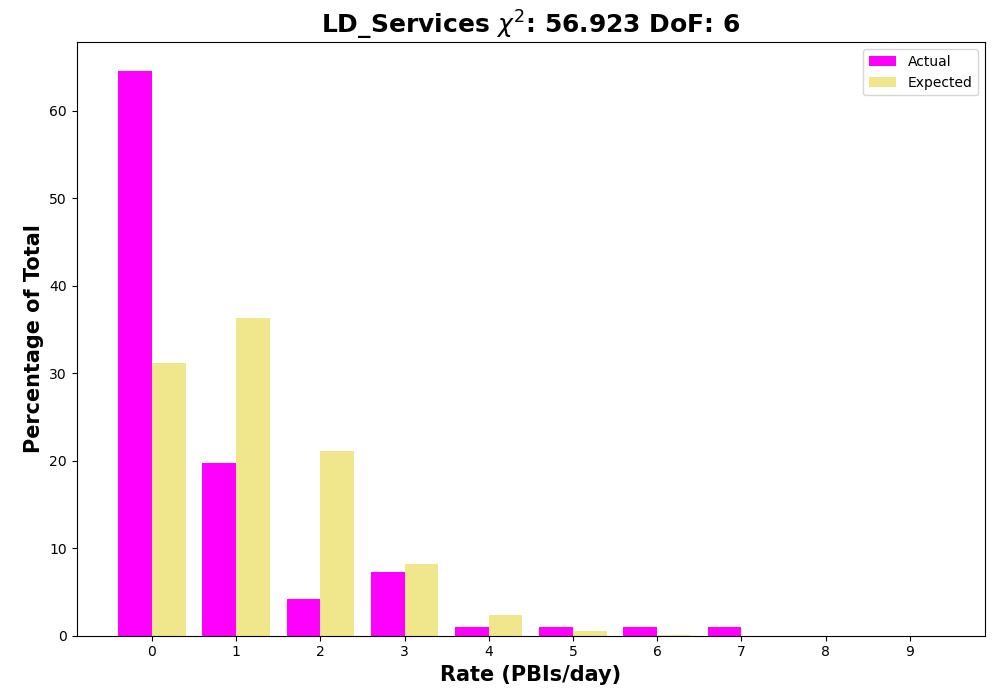 LD_Services χ²: 56.923 DoF: 6
Actual
Expected
Percentage of Total
60
50
40
30
20
10
0
0 1 2 3 4 5 6 7 8 9
Rate (PBIs/day)